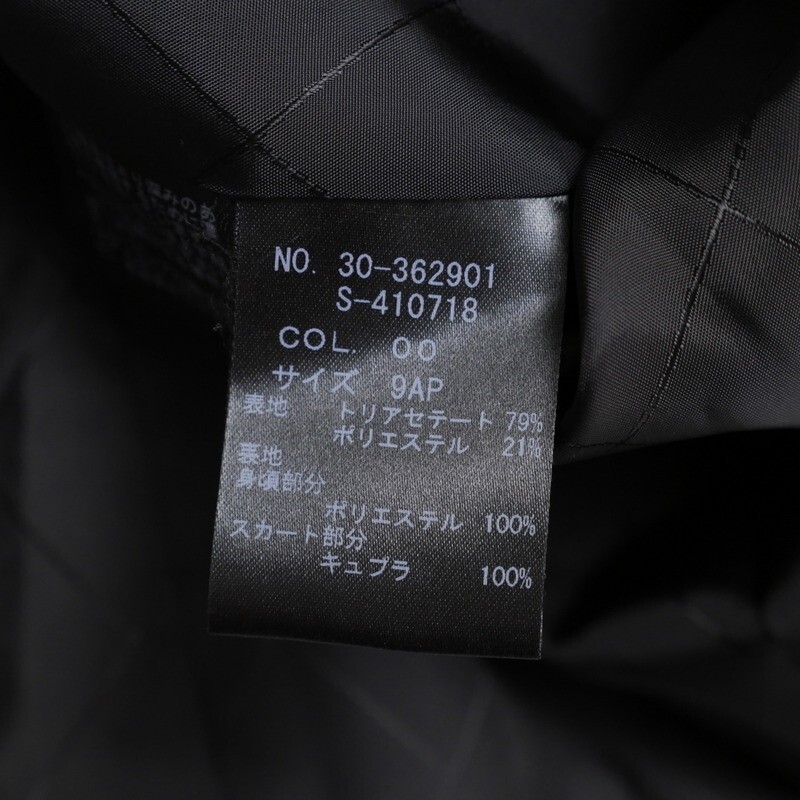 NO. 30-362901
S-410718
COL. 00
サイズ 9AP
表地 トリアセテート 79%
ポリエステル 21%
裏地
身頃部分
ポリエステル 100%
スカート部分
キュプラ 100%